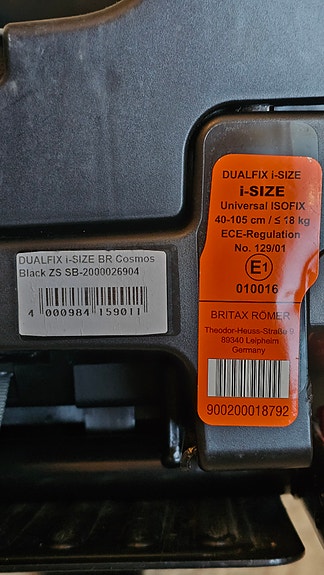 DUALFIX i-SIZE BR Cosmos
Black ZS SB-2000026904
4 000984 159011
DUALFIX i-SIZE
i-SIZE
Universal ISOFIX
40-105 cm / ≤ 18 kg
ECE-Regulation
No. 129/01
E1
010016
BRITAX RÖMER
Theodor-Heuss-Straße 9
89340 Leipheim
Germany
900200018792